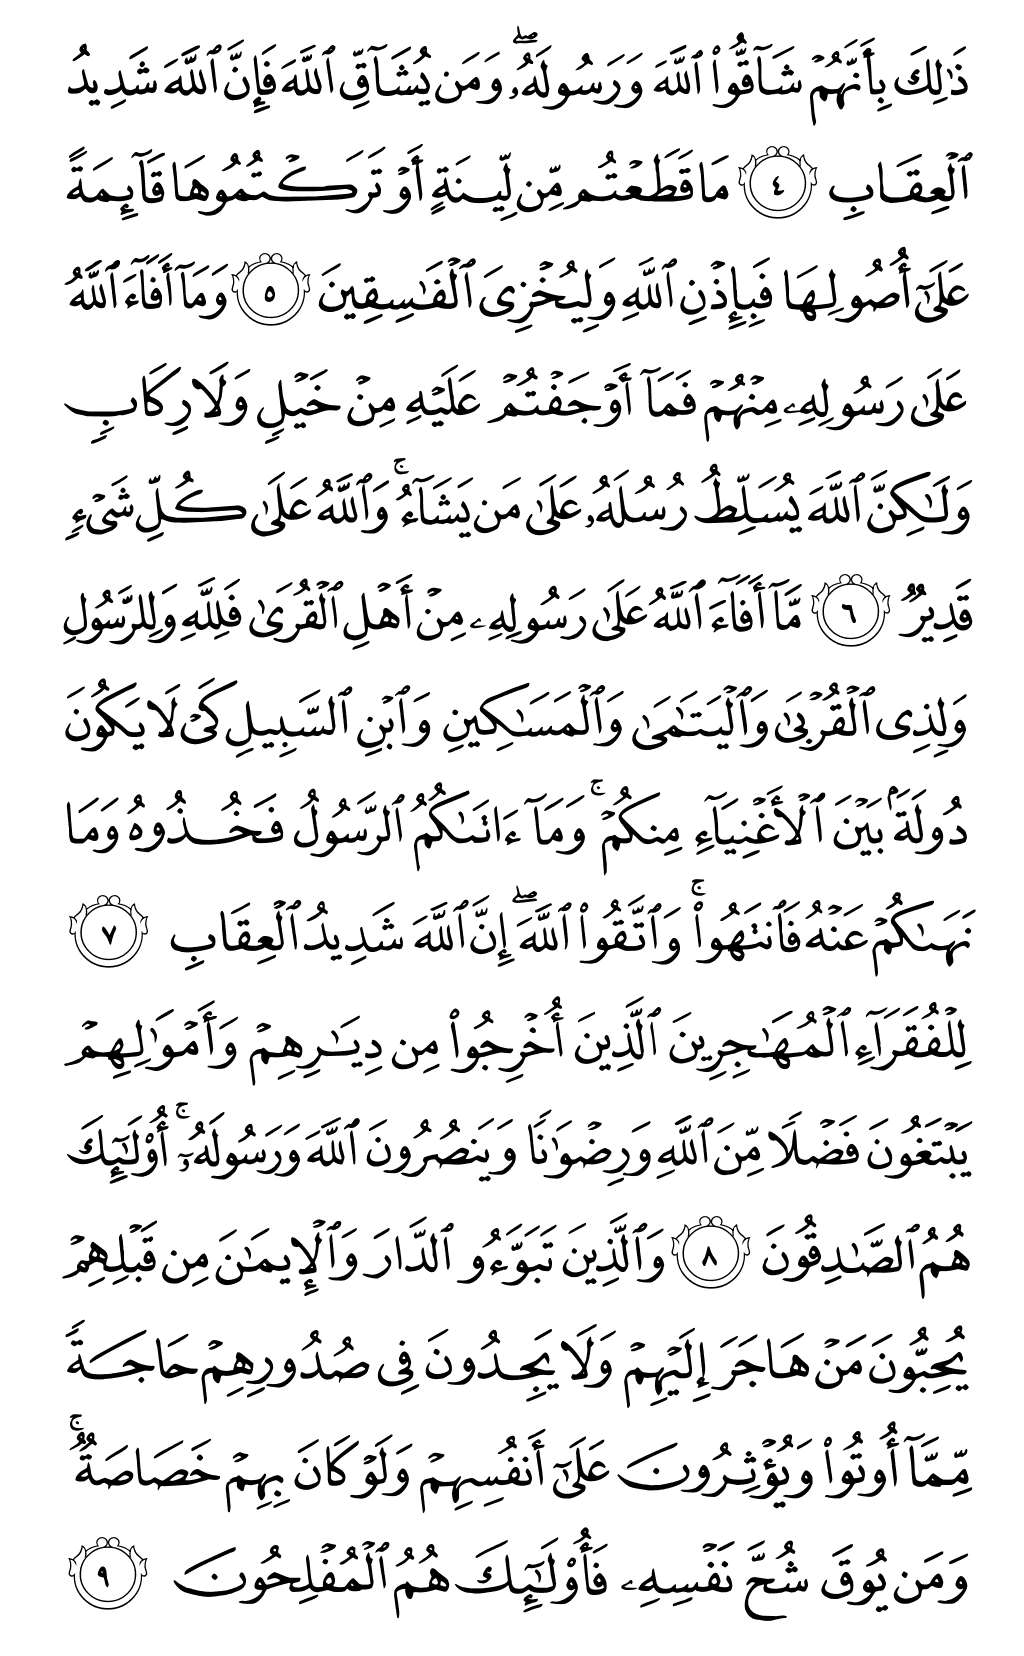 ذَٰلِكَ بِأَنَّهُمۡ شَآقُّواْ ٱللَّهَ وَرَسُولَهُۥۖ وَمَن يُشَآقِّ ٱللَّهَ فَإِنَّ ٱللَّهَ شَدِيدُ
ٱلۡعِقَابِ ٤ مَا قَطَعۡتُم مِّن لِّينَةٍ أَوۡ تَرَكۡتُمُوهَا قَآئِمَةً
عَلَىٰٓ أُصُولِهَا فَبِإِذۡنِ ٱللَّهِ وَلِيُخۡزِيَ ٱلۡفَٰسِقِينَ ٥ وَمَآ أَفَآءَ ٱللَّهُ
عَلَىٰ رَسُولِهِۦ مِنۡهُمۡ فَمَآ أَوۡجَفۡتُمۡ عَلَيۡهِ مِنۡ خَيۡلٖ وَلَا رِكَابٖ
وَلَٰكِنَّ ٱللَّهَ يُسَلِّطُ رُسُلَهُۥ عَلَىٰ مَن يَشَآءُۚ وَٱللَّهُ عَلَىٰ كُلِّ شَيۡءٖ
قَدِيرٞ ٦ مَّآ أَفَآءَ ٱللَّهُ عَلَىٰ رَسُولِهِۦ مِنۡ أَهۡلِ ٱلۡقُرَىٰ فَلِلَّهِ وَلِلرَّسُولِ
وَلِذِي ٱلۡقُرۡبَىٰ وَٱلۡيَتَٰمَىٰ وَٱلۡمَسَٰكِينِ وَٱبۡنِ ٱلسَّبِيلِ كَيۡ لَا يَكُونَ
دُولَةَۢ بَيۡنَ ٱلۡأَغۡنِيَآءِ مِنكُمۡۚ وَمَآ ءَاتَىٰكُمُ ٱلرَّسُولُ فَخُذُوهُ وَمَا
نَهَىٰكُمۡ عَنۡهُ فَٱنتَهُواْۚ وَٱتَّقُواْ ٱللَّهَۖ إِنَّ ٱللَّهَ شَدِيدُ ٱلۡعِقَابِ ٧
لِلۡفُقَرَآءِ ٱلۡمُهَٰجِرِينَ ٱلَّذِينَ أُخۡرِجُواْ مِن دِيَٰرِهِمۡ وَأَمۡوَٰلِهِمۡ
يَبۡتَغُونَ فَضۡلٗا مِّنَ ٱللَّهِ وَرِضۡوَٰنٗا وَيَنصُرُونَ ٱللَّهَ وَرَسُولَهُۥٓۚ أُوْلَٰٓئِكَ
هُمُ ٱلصَّٰدِقُونَ ٨ وَٱلَّذِينَ تَبَوَّءُو ٱلدَّارَ وَٱلۡإِيمَٰنَ مِن قَبۡلِهِمۡ
يُحِبُّونَ مَنۡ هَاجَرَ إِلَيۡهِمۡ وَلَا يَجِدُونَ فِي صُدُورِهِمۡ حَاجَةٗ
مِّمَّآ أُوتُواْ وَيُؤۡثِرُونَ عَلَىٰٓ أَنفُسِهِمۡ وَلَوۡ كَانَ بِهِمۡ خَصَاصَةٞۚ
وَمَن يُوقَ شُحَّ نَفۡسِهِۦ فَأُوْلَٰٓئِكَ هُمُ ٱلۡمُفۡلِحُونَ ٩